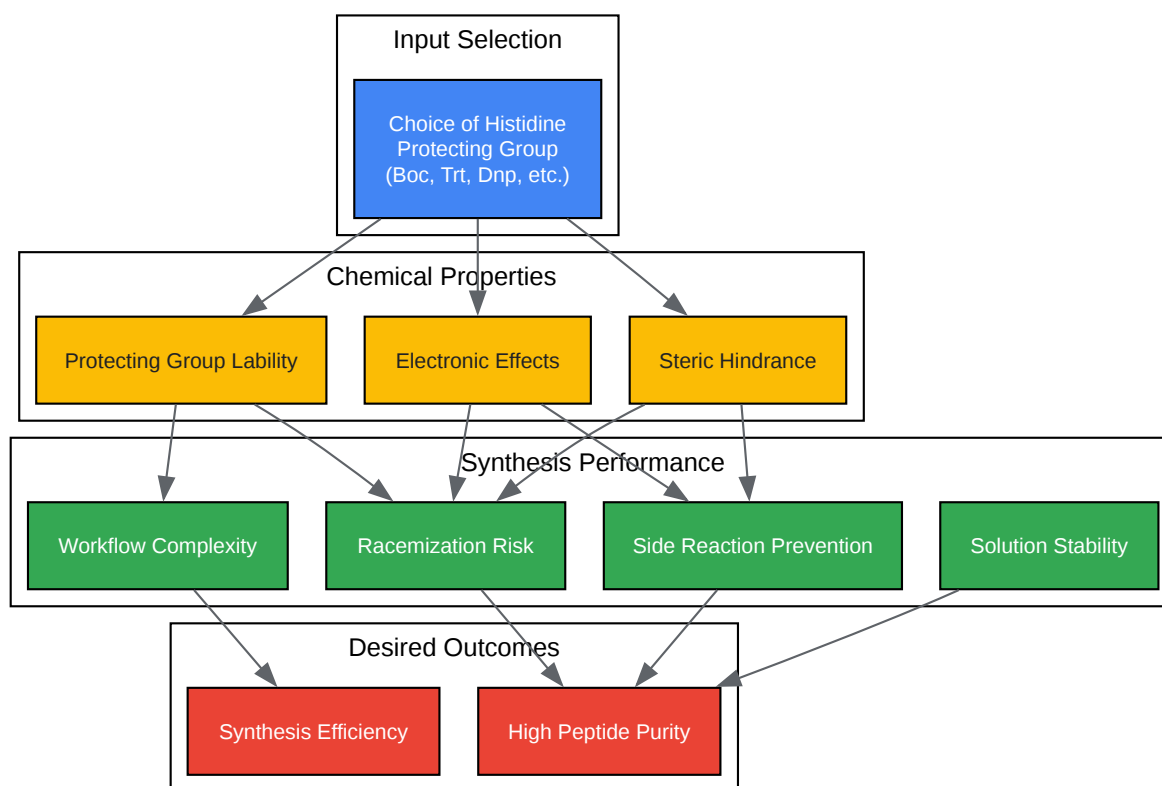 Input Selection
Choice of Histidine
Protecting Group
(Boc, Trt, Dnp, etc.)
Chemical Properties
Protecting Group Lability
Electronic Effects
Steric Hindrance
Synthesis Performance
Workflow Complexity
Racemization Risk
Side Reaction Prevention
Solution Stability
Desired Outcomes
Synthesis Efficiency
High Peptide Purity